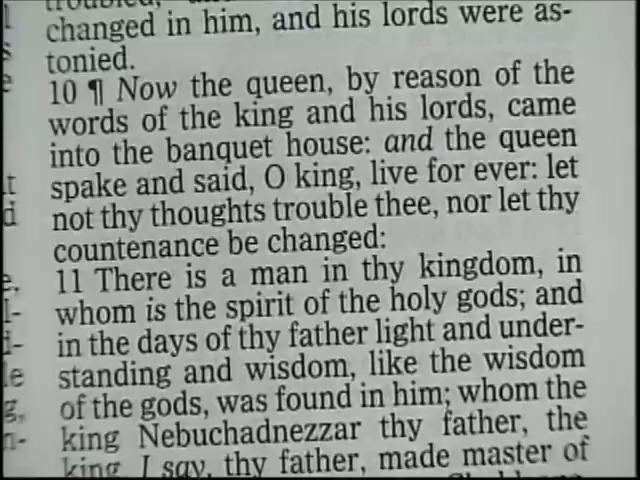 troubled,
changed in him, and his lords were as-
tonied.
10 ¶ Now the queen, by reason of the
words of the king and his lords, came
into the banquet house: and the queen
spake and said, O king, live for ever: let
not thy thoughts trouble thee, nor let thy
countenance be changed:
11 There is a man in thy kingdom, in
whom is the spirit of the holy gods; and
in the days of thy father light and under-
standing and wisdom, like the wisdom
of the gods, was found in him; whom the
king Nebuchadnezzar thy father, the
king, I say, thy father, made master of